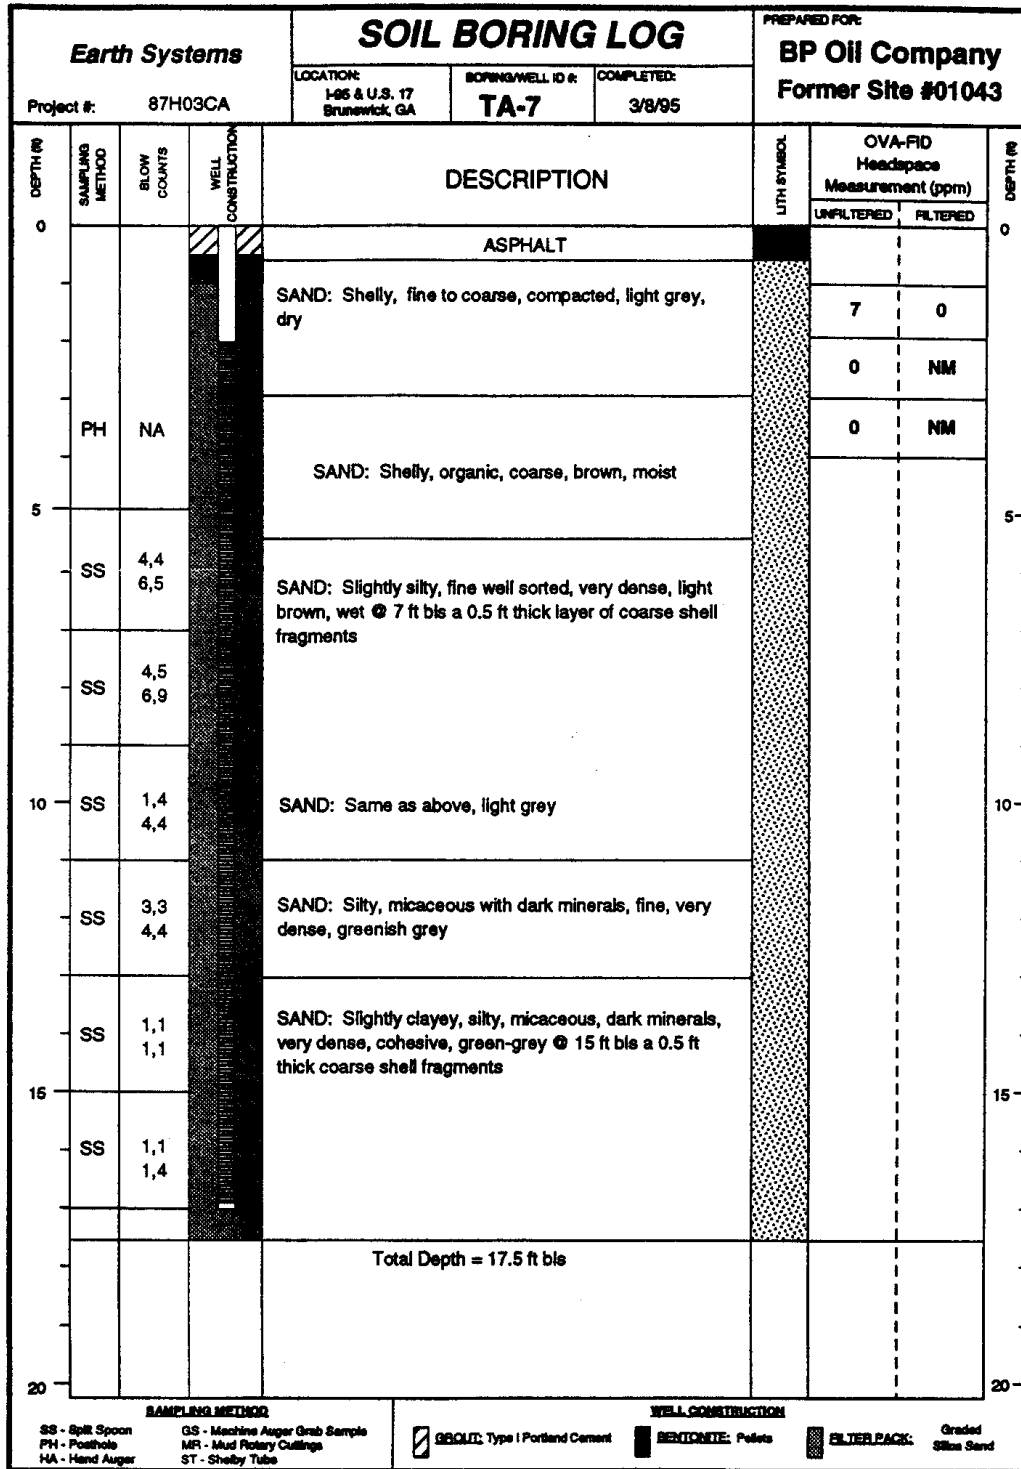 Earth Systems
Project #: 87H03CA
SOIL BORING LOG
LOCATION:
I-95 & U.S. 17
Brunswick, GA
BORING/WELL ID #:
TA-7
COMPLETED:
3/8/95
PREPARED FOR:
BP Oil Company
Former Site #01043
DEPTH (ft)
SAMPLING METHOD
BLOW COUNTS
WELL CONSTRUCTION
DESCRIPTION
LITH SYMBOL
OVA-FID
Headspace
Measurement (ppm)
UNFILTERED
FILTERED
DEPTH (ft)
0
ASPHALT
0
SAND: Shelly, fine to coarse, compacted, light grey,
dry
7 0
0 NM
PH NA
0 NM
SAND: Shelly, organic, coarse, brown, moist
5
5
SS
4,4
6,5
SAND: Slightly silty, fine well sorted, very dense, light
brown, wet @ 7 ft bls a 0.5 ft thick layer of coarse shell
fragments
SS
4,5
6,9
10
SS
1,4
4,4
SAND: Same as above, light grey
10
SS
3,3
4,4
SAND: Silty, micaceous with dark minerals, fine, very
dense, greenish grey
SS
1,1
1,1
SAND: Slightly clayey, silty, micaceous, dark minerals,
very dense, cohesive, green-grey @ 15 ft bls a 0.5 ft
thick coarse shell fragments
15
15
SS
1,1
1,4
Total Depth = 17.5 ft bls
20
20
SAMPLING METHOD
SS - Split Spoon
PH - Posthole
HA - Hand Auger
GS - Machine Auger Grab Sample
MR - Mud Rotary Cuttings
ST - Shelby Tube
WELL CONSTRUCTION
GROUT: Type I Portland Cement
BENTONITE: Pellets
FILTER PACK: Graded
Silica Sand